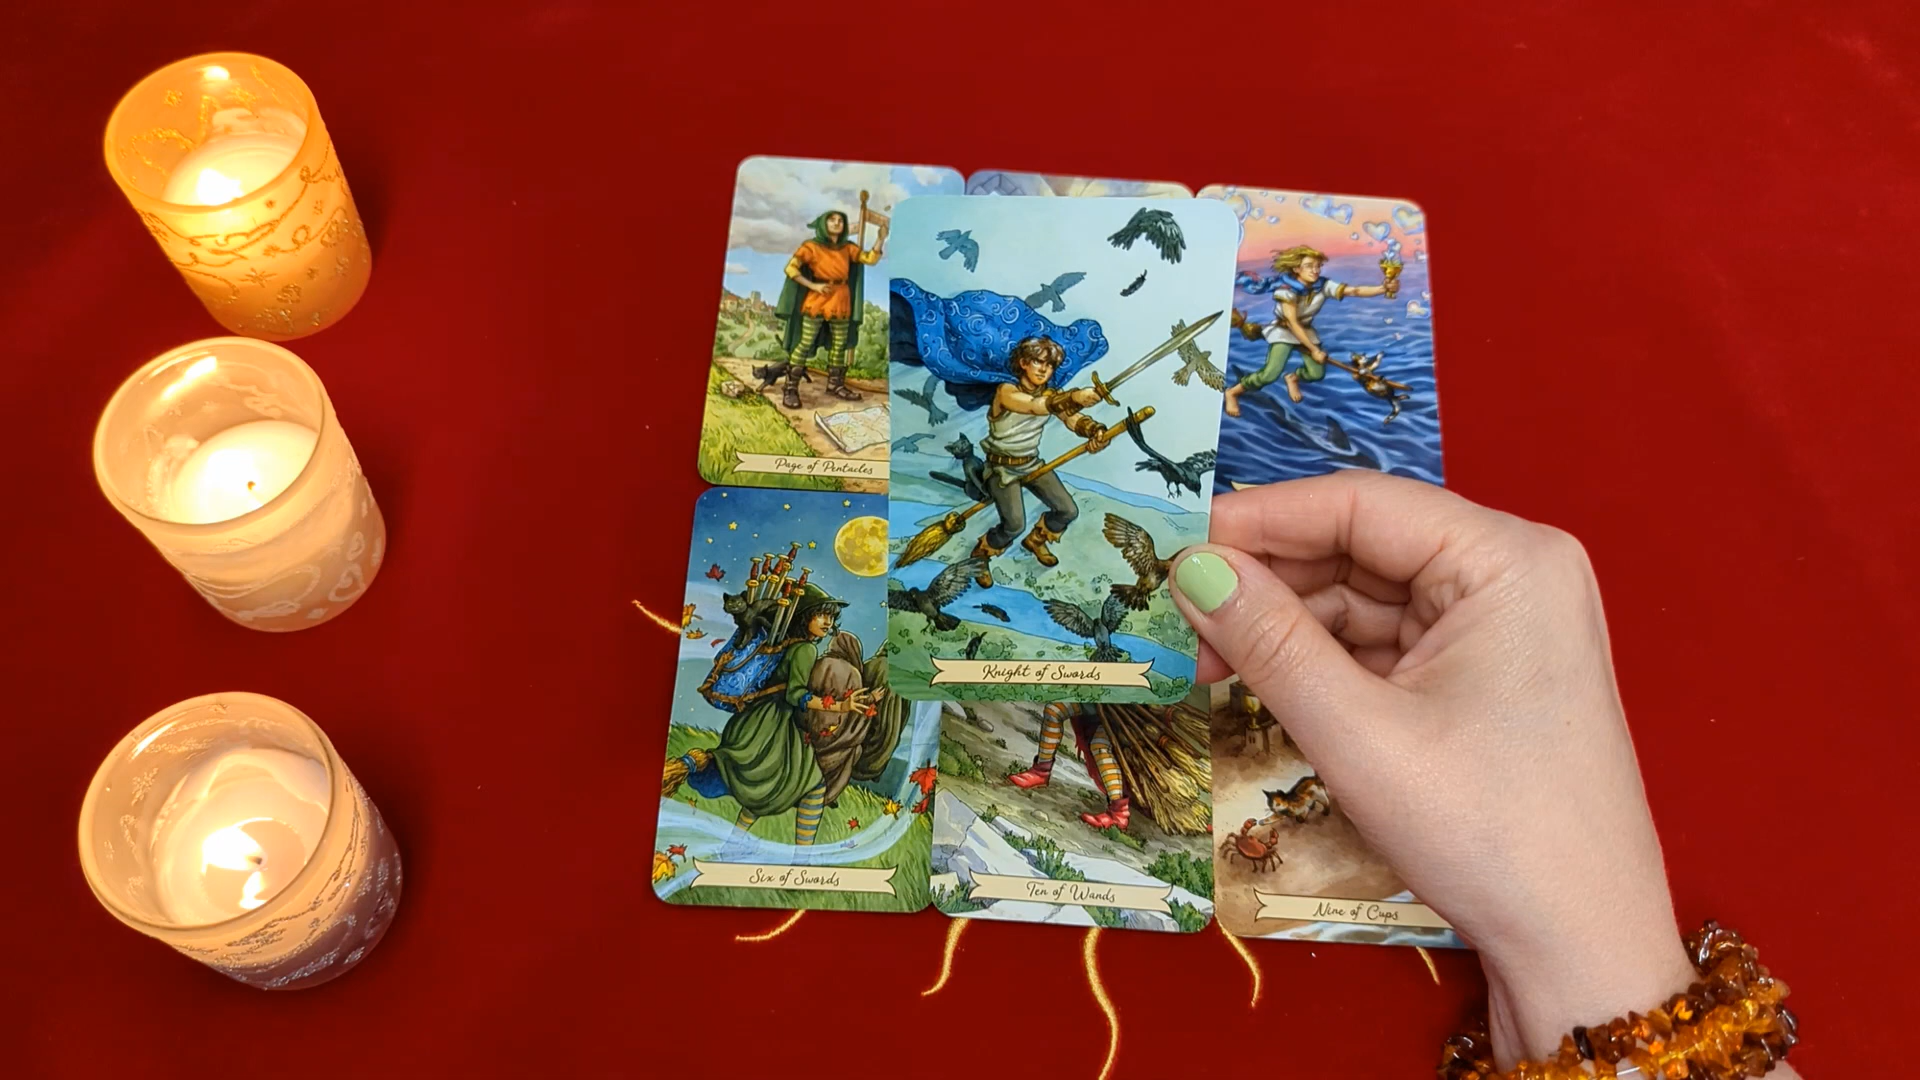 Page of Pentacles
Knight of Swords
Six of Swords
Ten of Wands
Nine of Cups